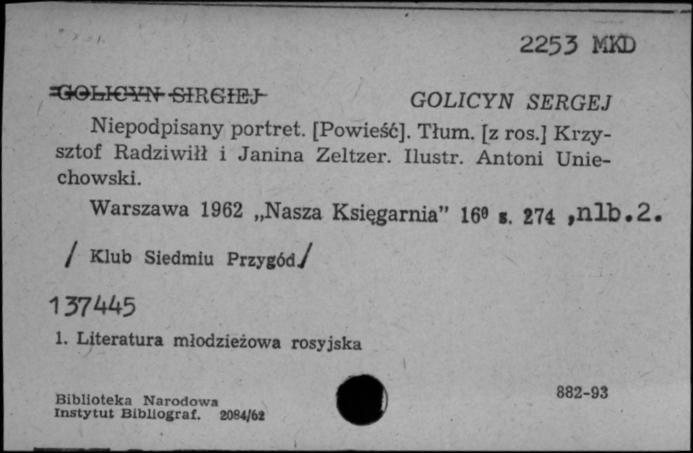 2253 MKD
GOLICYN SIRGIEJ GOLICYN SERGEJ
Niepodpisany portret. [Powieść]. Tłum. [z ros.] Krzy-
sztof Radziwiłł i Janina Zeltzer. Ilustr. Antoni Unie-
chowski.
Warszawa 1962 „Nasza Księgarnia” 16⁰ s. 274 ,nlb.2.
/ Klub Siedmiu Przygód/
137445
1. Literatura młodzieżowa rosyjska
882-93
Biblioteka Narodowa
Instytut Bibliograf. 2084/62